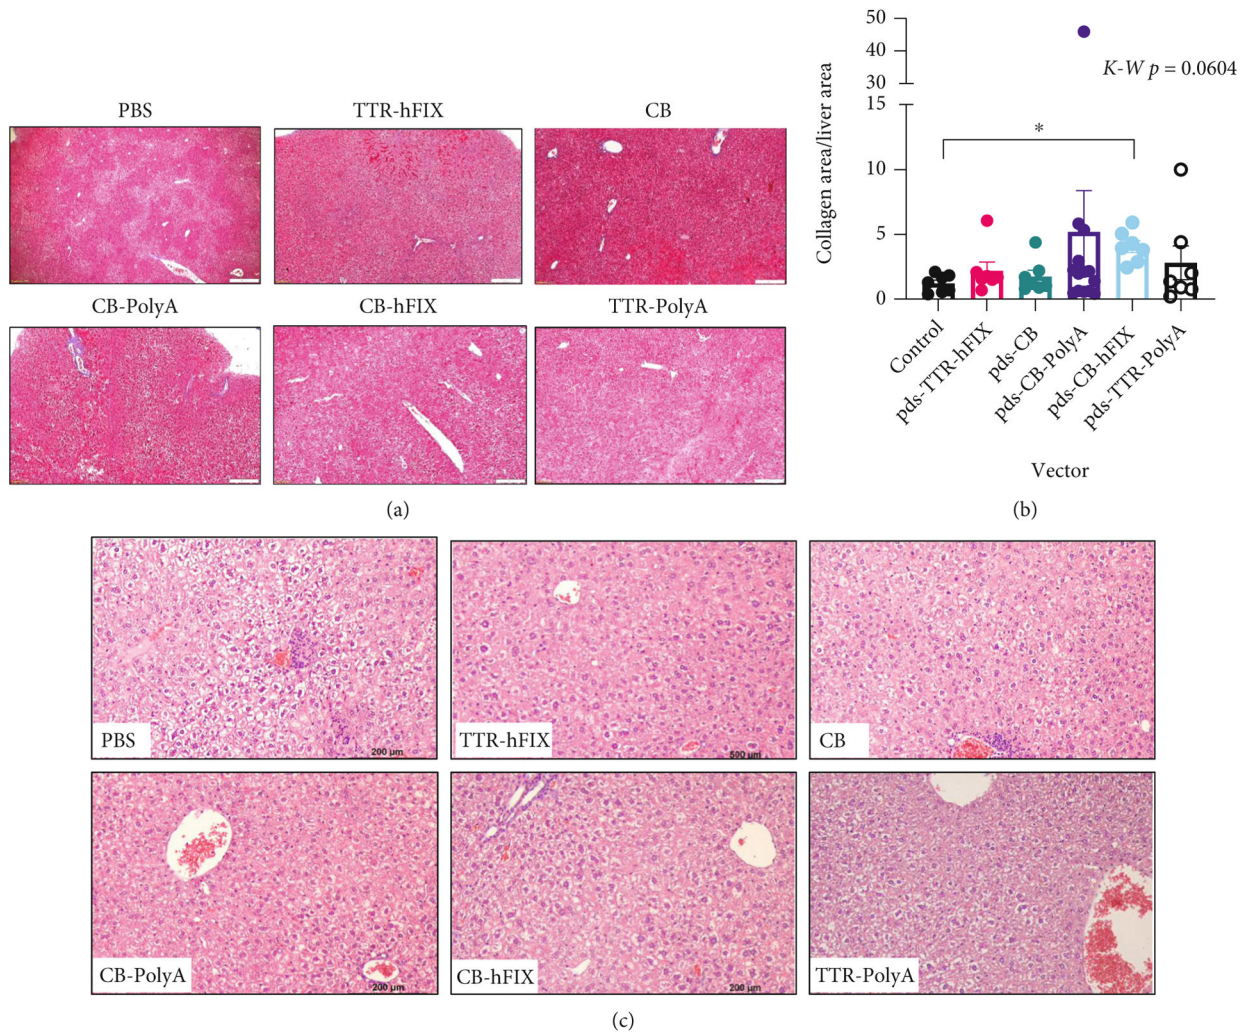 PBS
TTR-hFIX
CB
CB-PolyA
CB-hFIX
TTR-PolyA
(a)
Collagen area/liver area
50
40
30
15
10
5
0
K-W p = 0.0604
*
Control
pds-TTR-hFIX
pds-CB
pds-CB-PolyA
pds-CB-hFIX
pds-TTR-PolyA
Vector
(b)
PBS
200 µm
TTR-hFIX
500 µm
CB
CB-PolyA
200 µm
CB-hFIX
200 µm
TTR-PolyA
(c)